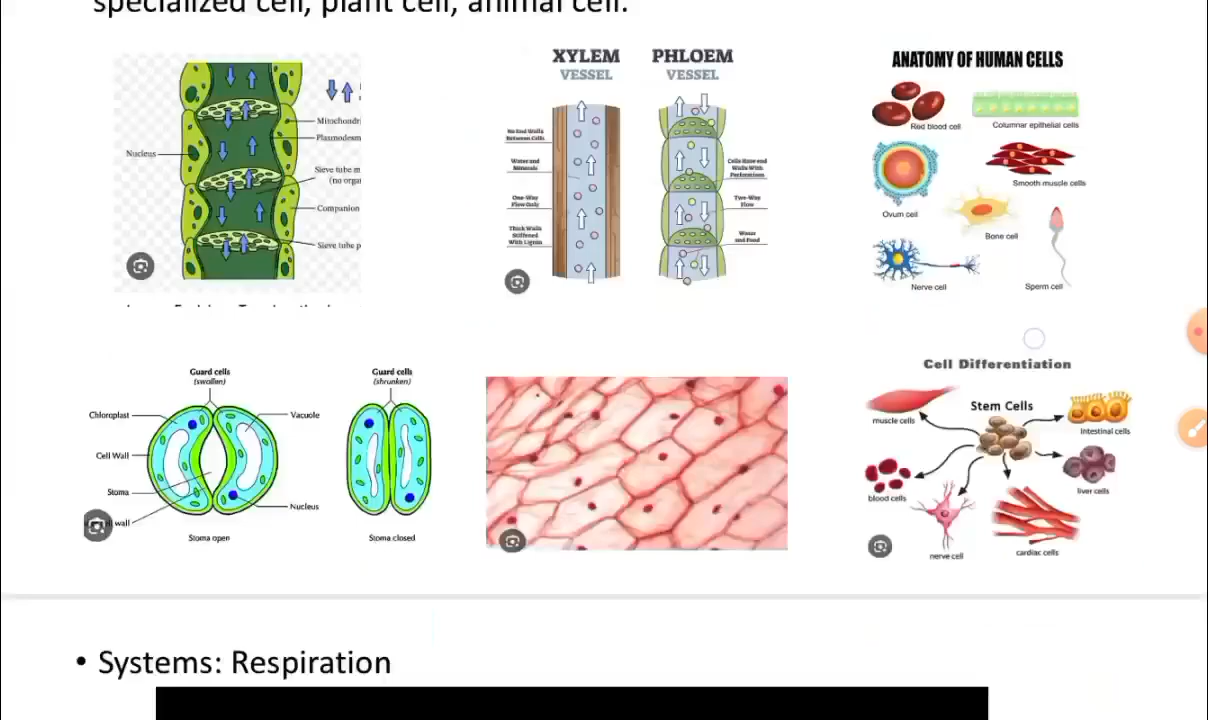 specialized cell, plant cell, animal cell.
Nucleus
Mitochondri
Plasmodesm
Sieve tube m
(no orga
Companion
Sieve tube p
XYLEM
VESSEL
PHLOEM
VESSEL
No End Walls
Between Cells
Water and
Minerals
One-Way
Flow Only
Thick Walls
Stiffened
With Lignin
Cells Have end
Walls With
Perforations
Two-Way
Flow
Water
and Food
ANATOMY OF HUMAN CELLS
Red blood cell
Columnar epithelial cells
Ovum cell
Smooth muscle cells
Bone cell
Nerve cell
Sperm cell
Guard cells
(swollen)
Chloroplast
Vacuole
Cell Wall
Stoma
wall
Nucleus
Stoma open
Guard cells
(shrunken)
Stoma closed
Cell Differentiation
Stem Cells
muscle cells
Intestinal cells
blood cells
liver cells
nerve cell
cardiac cells
• Systems: Respiration